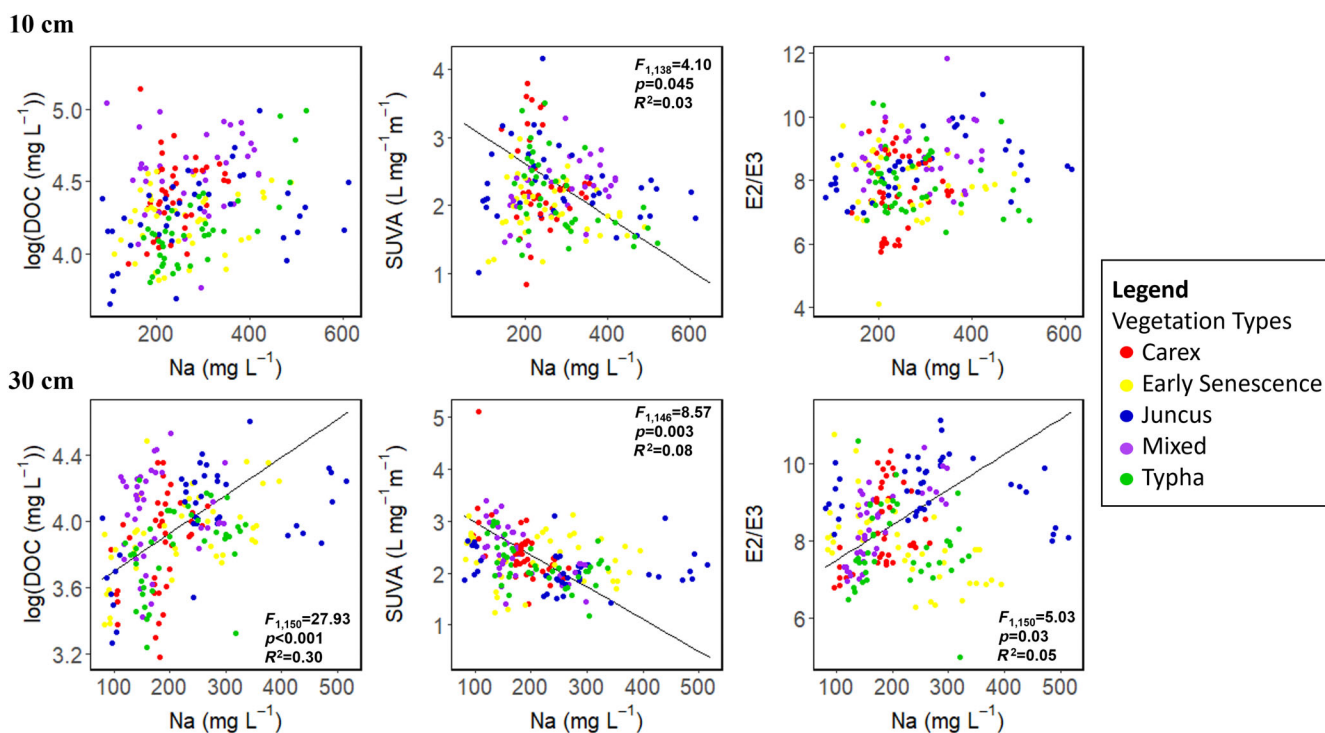 10 cm
log(DOC (mg L⁻¹))
5.0
4.5
4.0
200 400 600
Na (mg L⁻¹)
SUVA (L mg⁻¹m⁻¹)
4
3
2
1
F1,138=4.10
p=0.045
R²=0.03
200 400 600
Na (mg L⁻¹)
E2/E3
12
10
8
6
4
200 400 600
Na (mg L⁻¹)
Legend
Vegetation Types
Carex
Early Senescence
Juncus
Mixed
Typha
30 cm
log(DOC (mg L⁻¹))
4.4
4.0
3.6
3.2
F1,150=27.93
p<0.001
R²=0.30
100 200 300 400 500
Na (mg L⁻¹)
SUVA (L mg⁻¹m⁻¹)
5
4
3
2
1
F1,146=8.57
p=0.003
R²=0.08
100 200 300 400 500
Na (mg L⁻¹)
E2/E3
10
8
6
F1,150=5.03
p=0.03
R²=0.05
100 200 300 400 500
Na (mg L⁻¹)